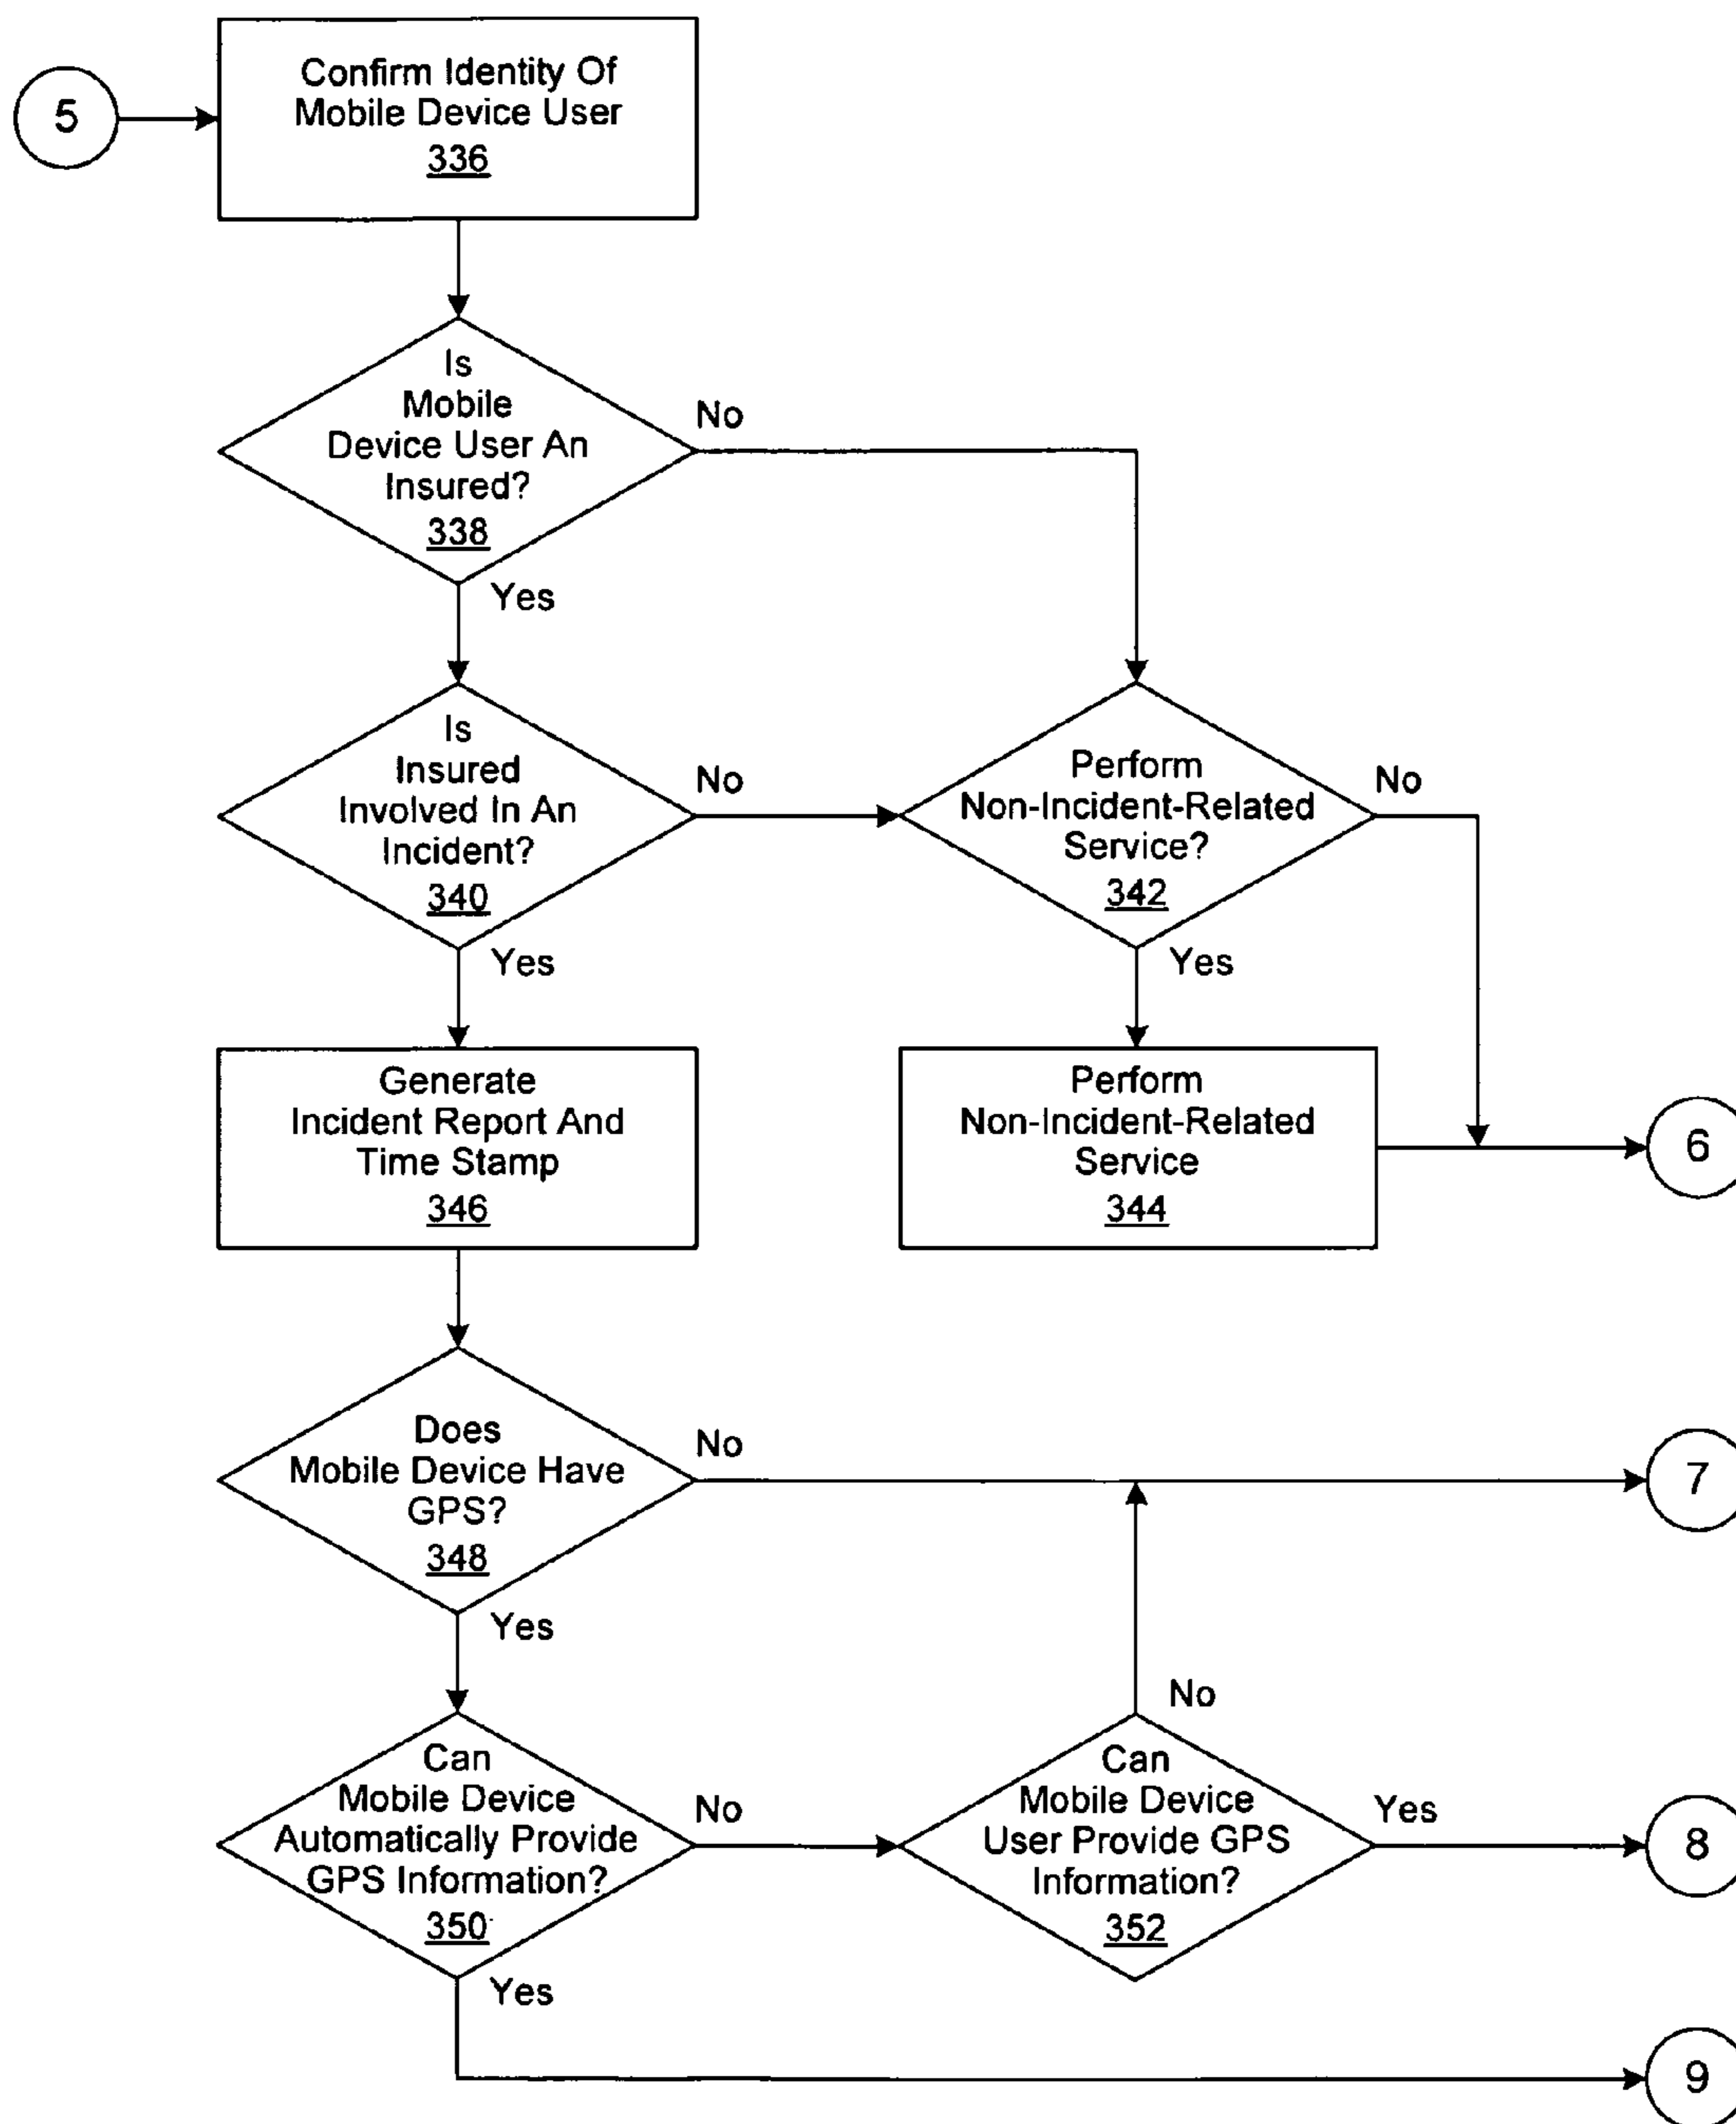 5
Confirm Identity Of
Mobile Device User
336
Is
Mobile
Device User An
Insured?
338
No
Yes
Is
Insured
Involved In An
Incident?
340
No
Yes
Perform
Non-Incident-Related
Service?
342
No
Yes
Generate
Incident Report And
Time Stamp
346
Perform
Non-Incident-Related
Service
344
6
Does
Mobile Device Have
GPS?
348
No
Yes
7
Can
Mobile Device
Automatically Provide
GPS Information?
350
No
Yes
Can
Mobile Device
User Provide GPS
Information?
352
No
Yes
8
9